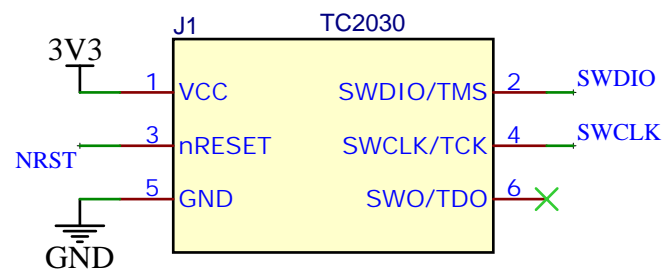 J1 TC2030
3V3
1 VCC SWDIO/TMS 2 SWDIO
NRST 3 nRESET SWCLK/TCK 4 SWCLK
5 GND SWO/TDO 6
GND